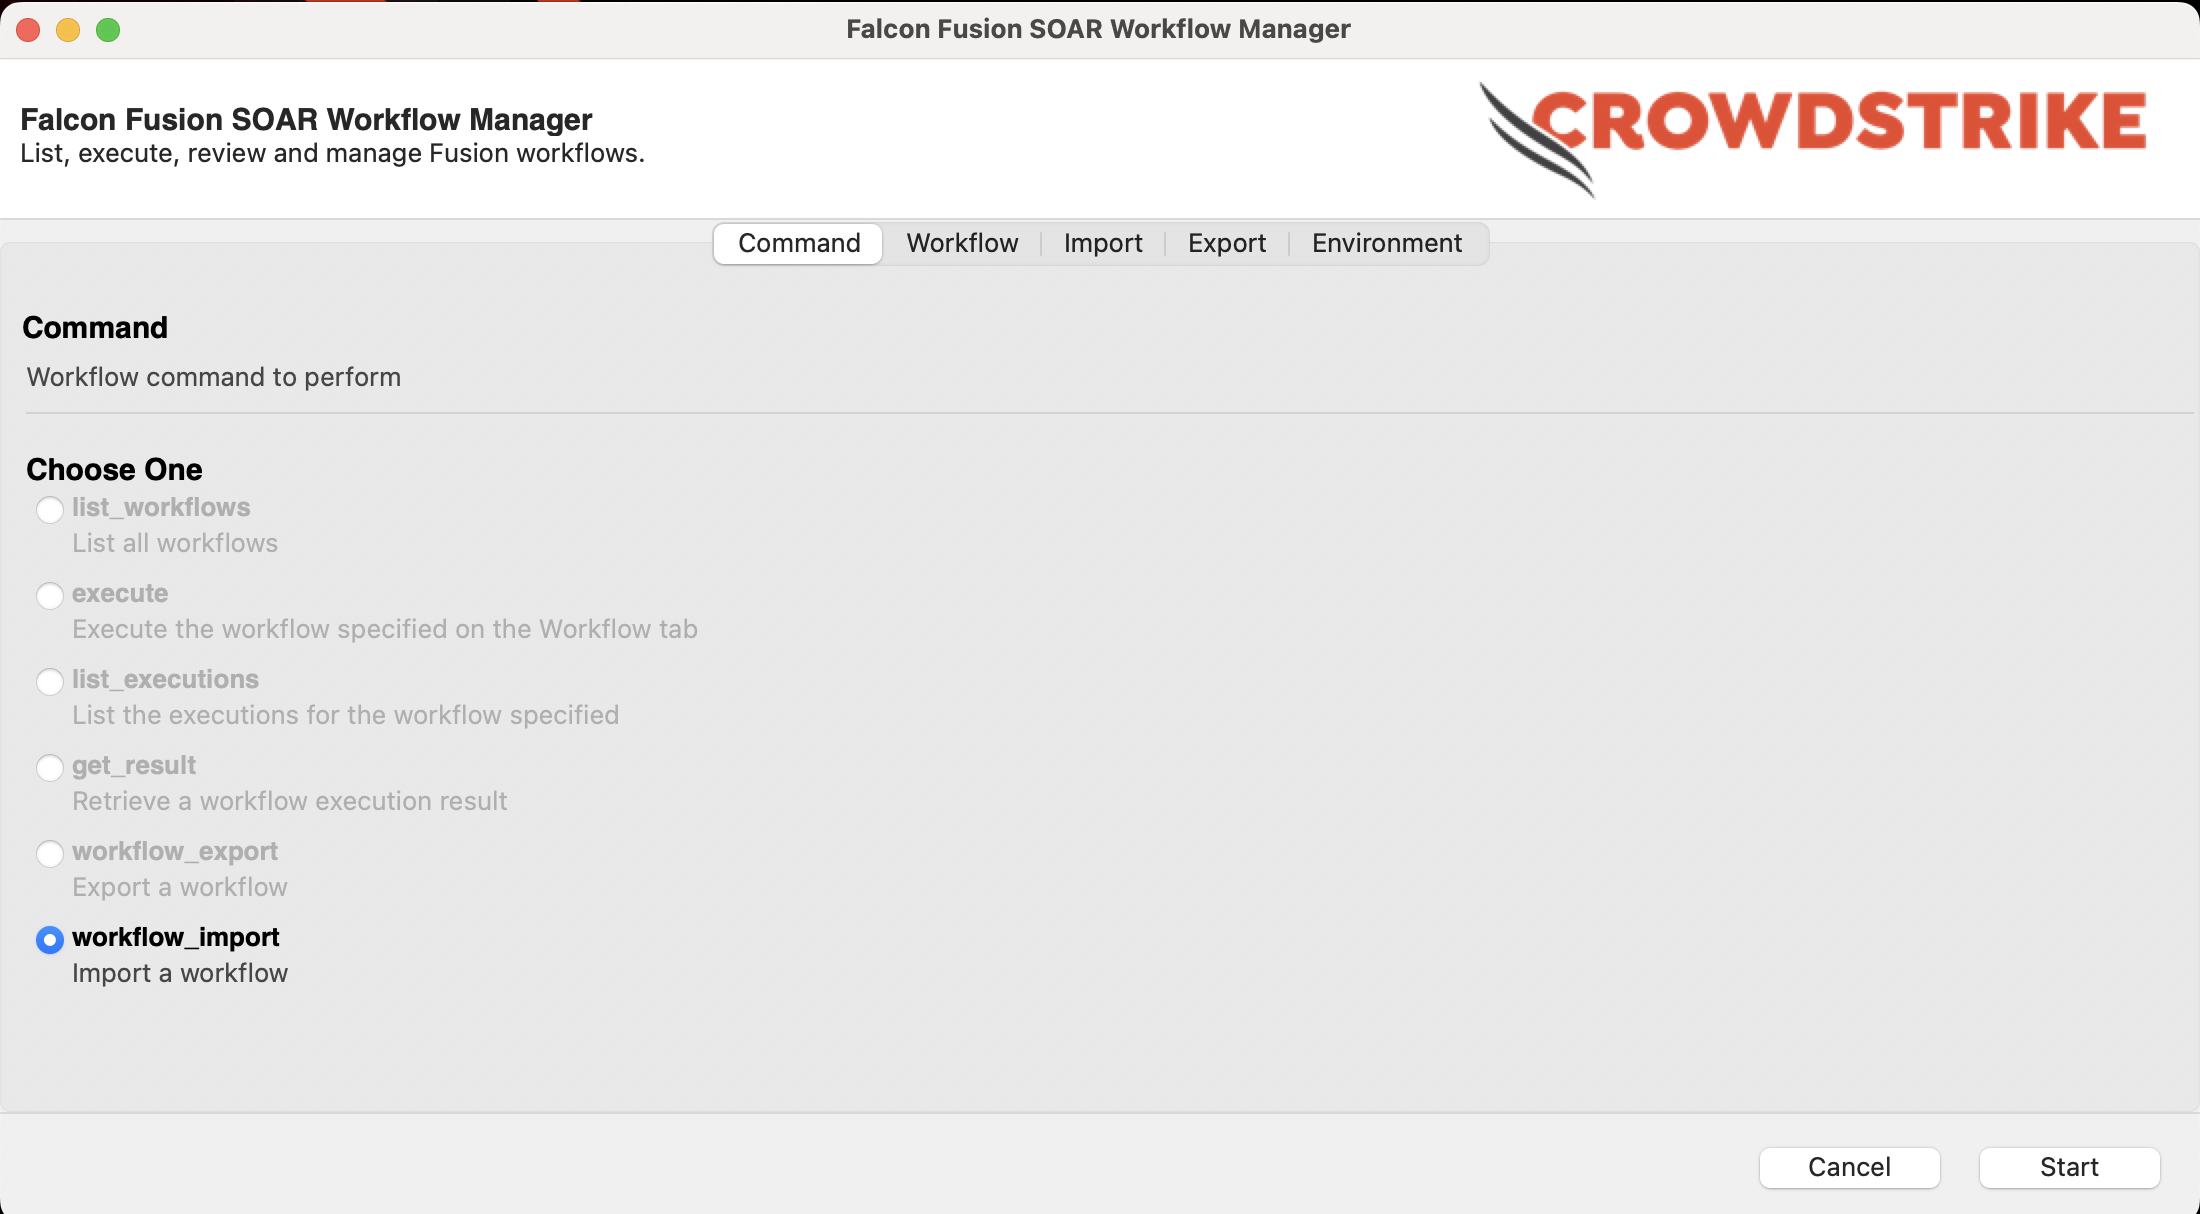 Falcon Fusion SOAR Workflow Manager
Falcon Fusion SOAR Workflow Manager
List, execute, review and manage Fusion workflows.
CROWDSTRIKE
Command Workflow Import Export Environment
Command
Workflow command to perform
Choose One
list_workflows
List all workflows
execute
Execute the workflow specified on the Workflow tab
list_executions
List the executions for the workflow specified
get_result
Retrieve a workflow execution result
workflow_export
Export a workflow
workflow_import
Import a workflow
Cancel Start